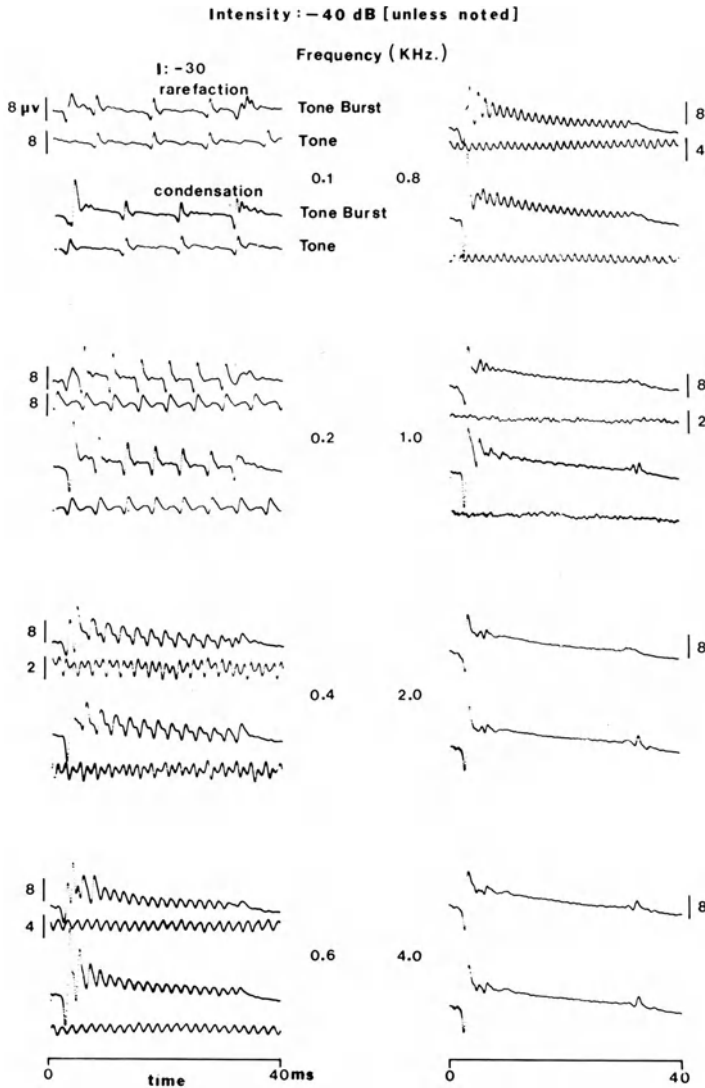 Intensity: -40 dB [unless noted]
Frequency (KHz.)
I: -30
rarefaction
8 µv
Tone Burst
8
Tone
0.1
condensation
Tone Burst
Tone
0.8
8
4
8
8
0.2
1.0
8
2
8
2
0.4
2.0
8
8
4
0.6
4.0
8
0
time
40ms
0
40